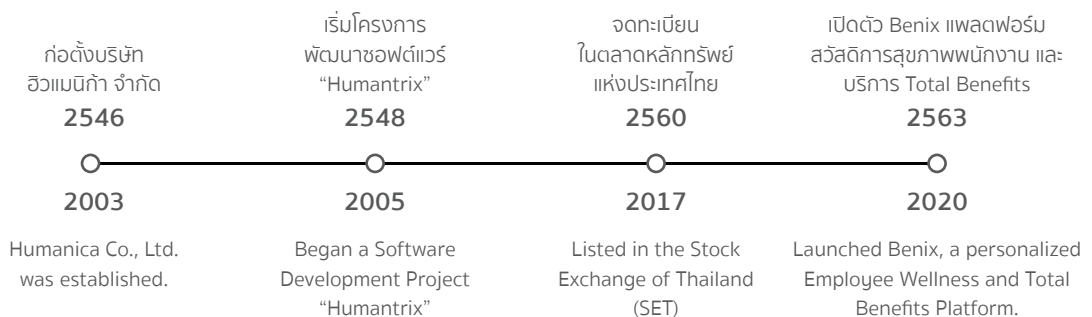 ก่อตั้งบริษัท
ฮิวแมนิก้า จำกัด
2546
เริ่มโครงการ
พัฒนาซอฟต์แวร์
“Humantrix”
2548
จดทะเบียน
ในตลาดหลักทรัพย์
แห่งประเทศไทย
2560
เปิดตัว Benix แพลตฟอร์ม
สวัสดิการสุขภาพพนักงาน และ
บริการ Total Benefits
2563
2003
Humanica Co., Ltd.
was established.
2005
Began a Software
Development Project
“Humantrix”
2017
Listed in the Stock
Exchange of Thailand
(SET)
2020
Launched Benix, a personalized
Employee Wellness and Total
Benefits Platform.